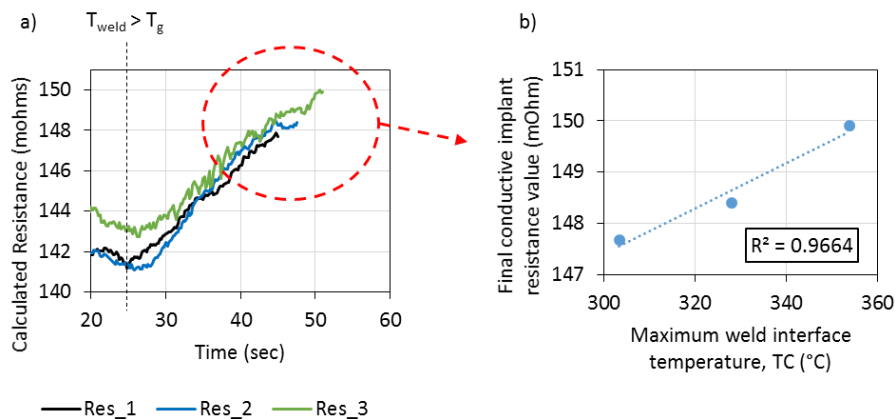 a)
T_weld > T_g
Calculated Resistance (mohms)
150
148
146
144
142
140
20 30 40 50 60
Time (sec)
Res_1 Res_2 Res_3
b)
Final conductive implant
resistance value (mOhm)
151
150
149
148
147
R² = 0.9664
300 320 340 360
Maximum weld interface
temperature, TC (°C)